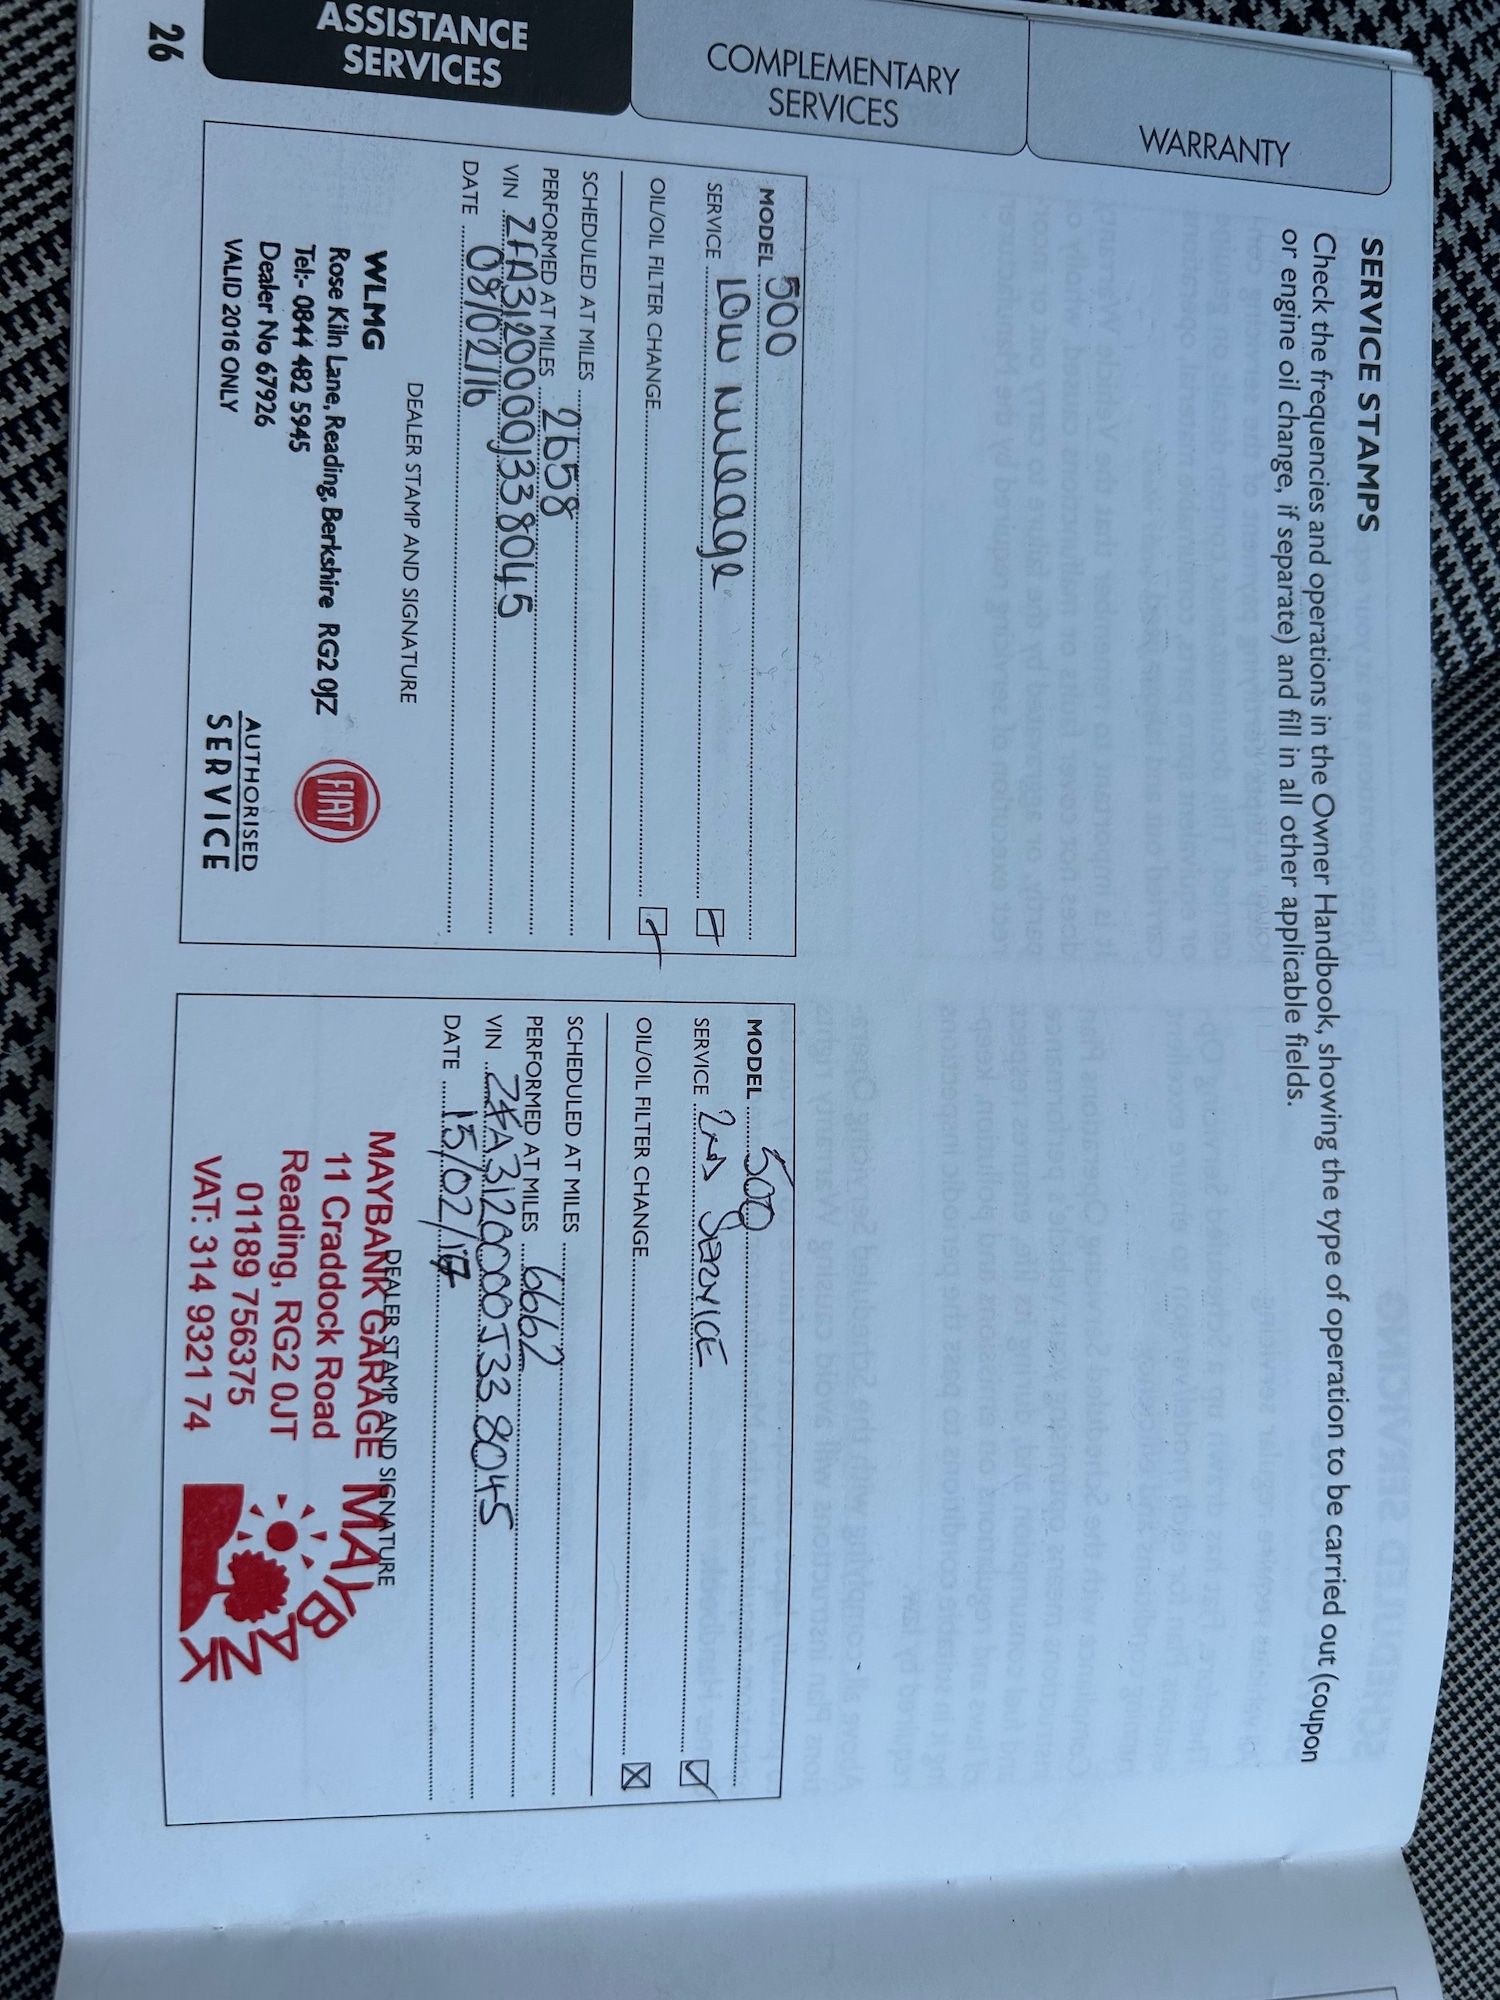 WARRANTY
COMPLEMENTARY
SERVICES
ASSISTANCE
SERVICES
26
SERVICE STAMPS
Check the frequencies and operations in the Owner Handbook, showing the type of operation to be carried out (coupon
or engine oil change, if separate) and fill in all other applicable fields.
MODEL 500
SERVICE Low mileage
OIL/OIL FILTER CHANGE
SCHEDULED AT MILES
PERFORMED AT MILES 2658
VIN ZFA3120000J338045
DATE 08/02/16
DEALER STAMP AND SIGNATURE
WLMG
Rose Kiln Lane, Reading, Berkshire RG2 0JZ
Tel:- 0844 482 5945
Dealer No 67926
VALID 2016 ONLY
FIAT
AUTHORISED
SERVICE
MODEL 500
SERVICE 2ND SERVICE
OIL/OIL FILTER CHANGE
SCHEDULED AT MILES
PERFORMED AT MILES 6662
VIN ZFA3120000J338045
DATE 15/02/17
DEALER STAMP AND SIGNATURE
MAYBANK GARAGE
11 Craddock Road
Reading, RG2 0JT
01189 756375
VAT: 314 9321 74
MAYBANK